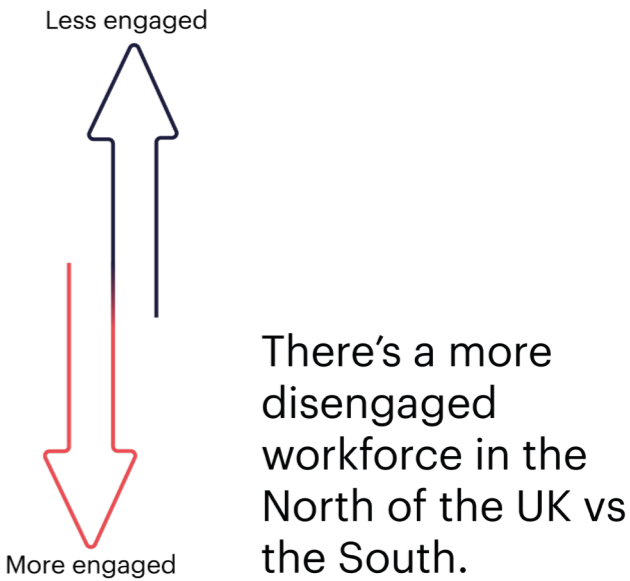 Less engaged
There’s a more
disengaged
workforce in the
North of the UK vs
the South.
More engaged